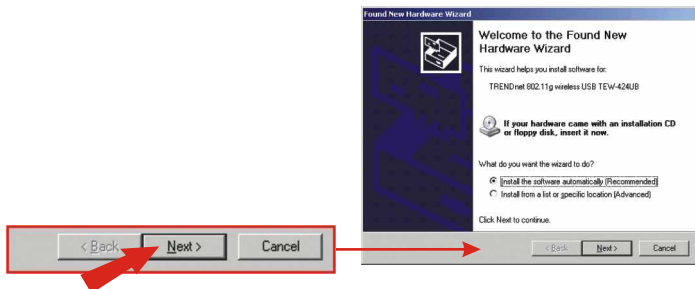 Found New Hardware Wizard
Welcome to the Found New
Hardware Wizard
This wizard helps you install software for:
TRENDnet 802.11g wireless USB TEW-424UB
If your hardware came with an installation CD
or floppy disk, insert it now.
What do you want the wizard to do?
Install the software automatically (Recommended)
Install from a list or specific location (Advanced)
Click Next to continue.
< Back Next > Cancel
< Back Next > Cancel